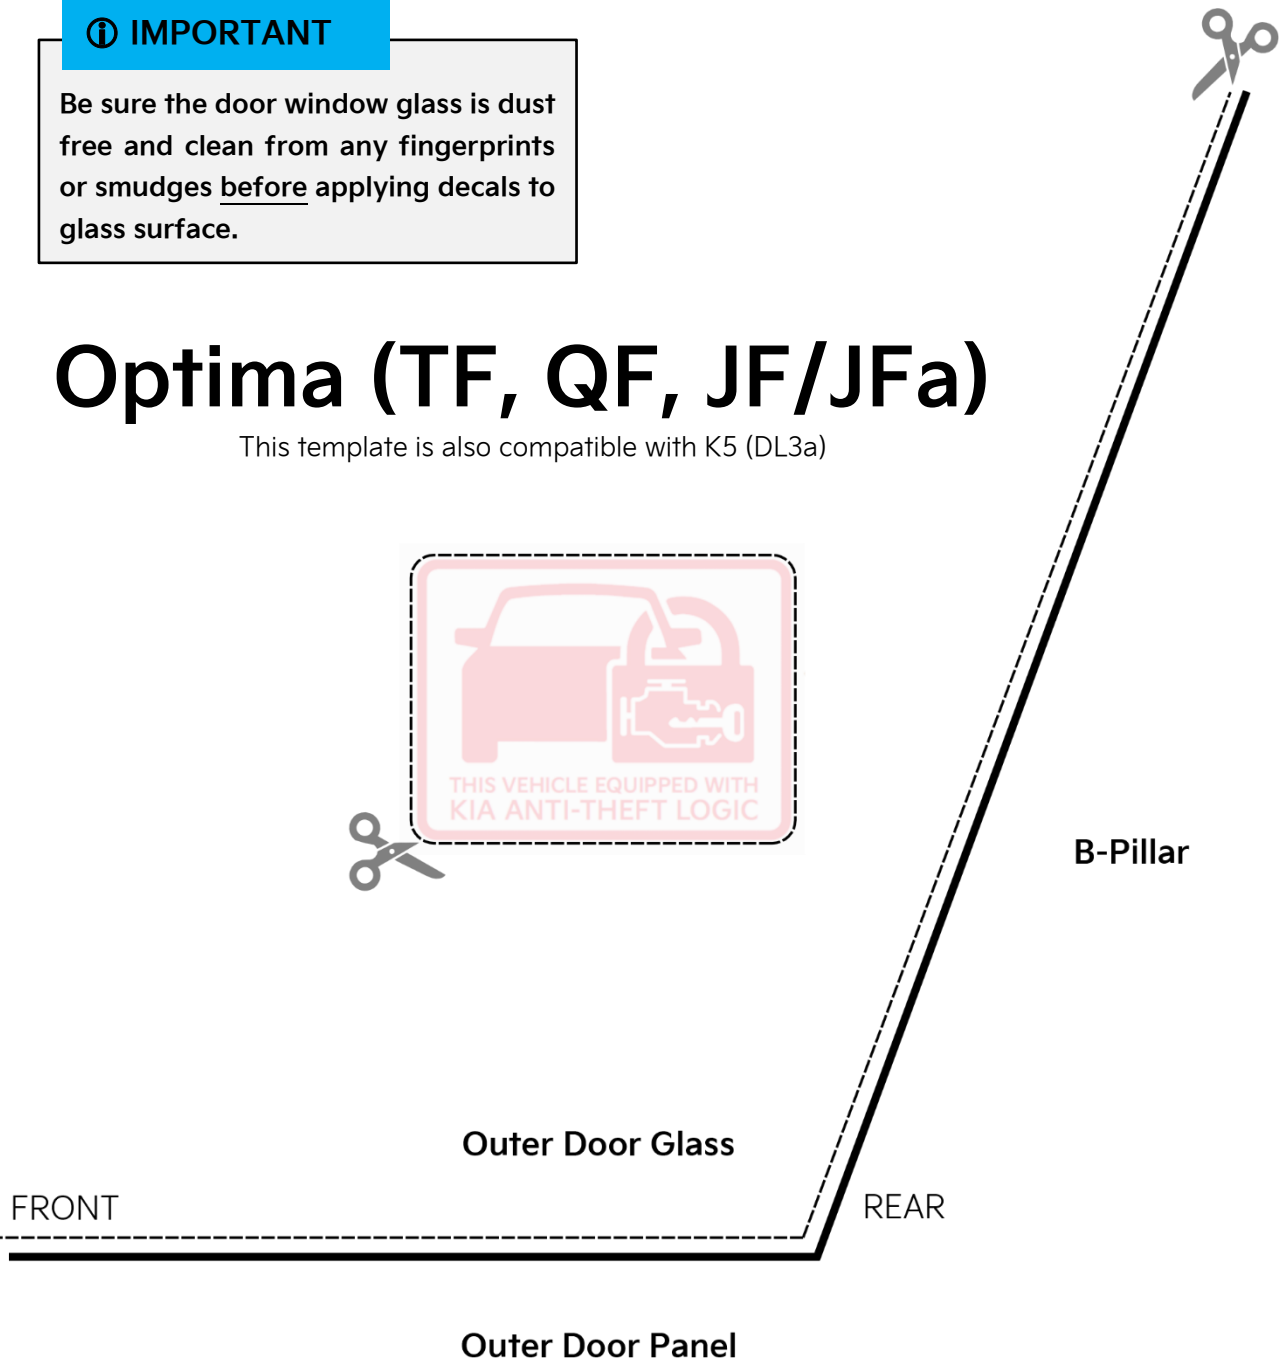 IMPORTANT
Be sure the door window glass is dust
free and clean from any fingerprints
or smudges before applying decals to
glass surface.
Optima (TF, QF, JF/JFa)
This template is also compatible with K5 (DL3a)
THIS VEHICLE EQUIPPED WITH
KIA ANTI-THEFT LOGIC
B-Pillar
Outer Door Glass
FRONT
REAR
Outer Door Panel